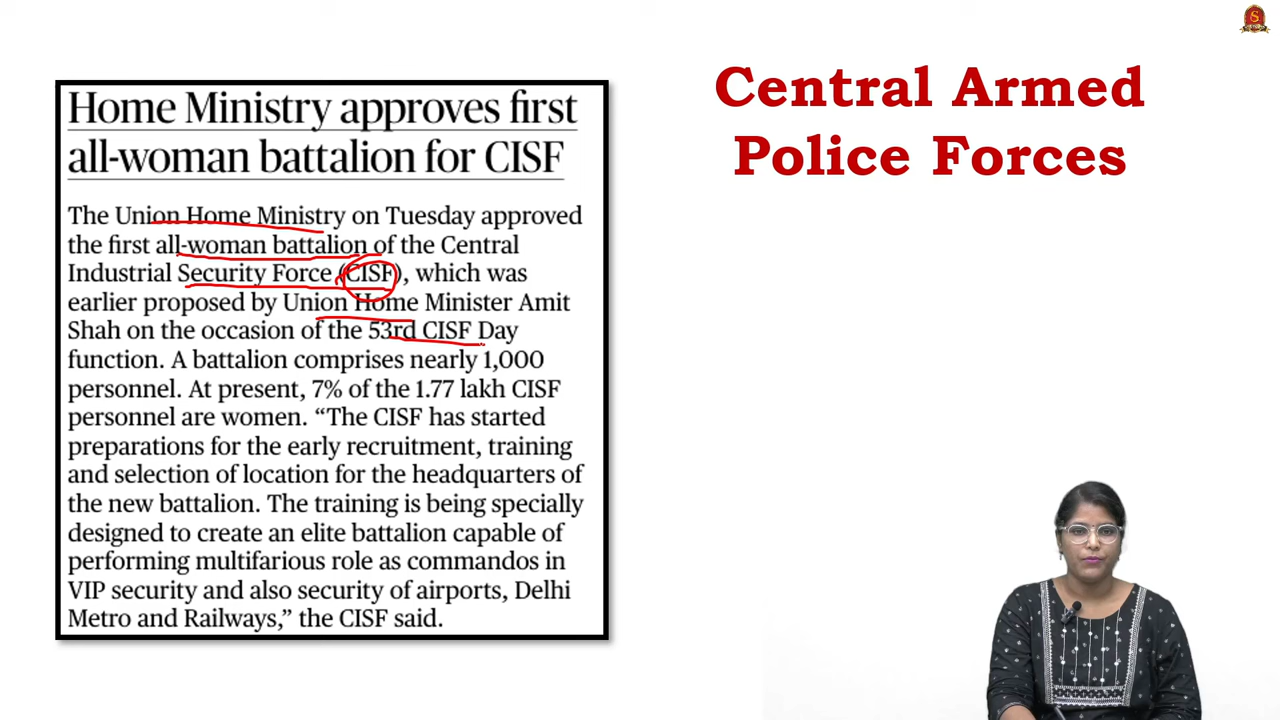 Home Ministry approves first
all-woman battalion for CISF
The Union Home Ministry on Tuesday approved
the first all-woman battalion of the Central
Industrial Security Force (CISF), which was
earlier proposed by Union Home Minister Amit
Shah on the occasion of the 53rd CISF Day
function. A battalion comprises nearly 1,000
personnel. At present, 7% of the 1.77 lakh CISF
personnel are women. “The CISF has started
preparations for the early recruitment, training
and selection of location for the headquarters of
the new battalion. The training is being specially
designed to create an elite battalion capable of
performing multifarious role as commandos in
VIP security and also security of airports, Delhi
Metro and Railways,” the CISF said.
Central Armed
Police Forces